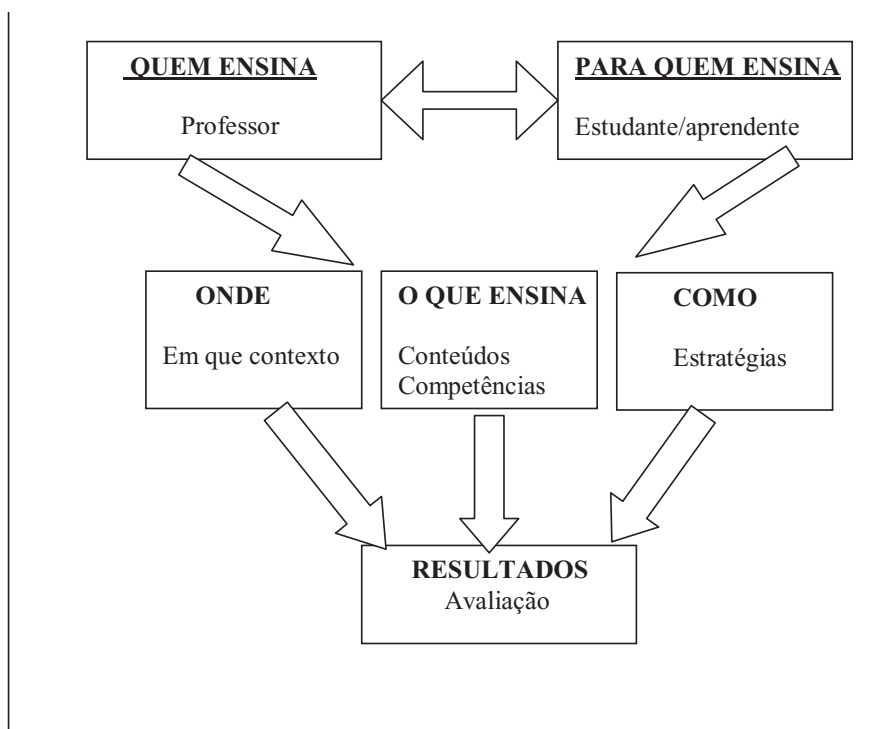 QUEM ENSINA
Professor
PARA QUEM ENSINA
Estudante/aprendente
ONDE
Em que contexto
O QUE ENSINA
Conteúdos
Competências
COMO
Estratégias
RESULTADOS
Avaliação